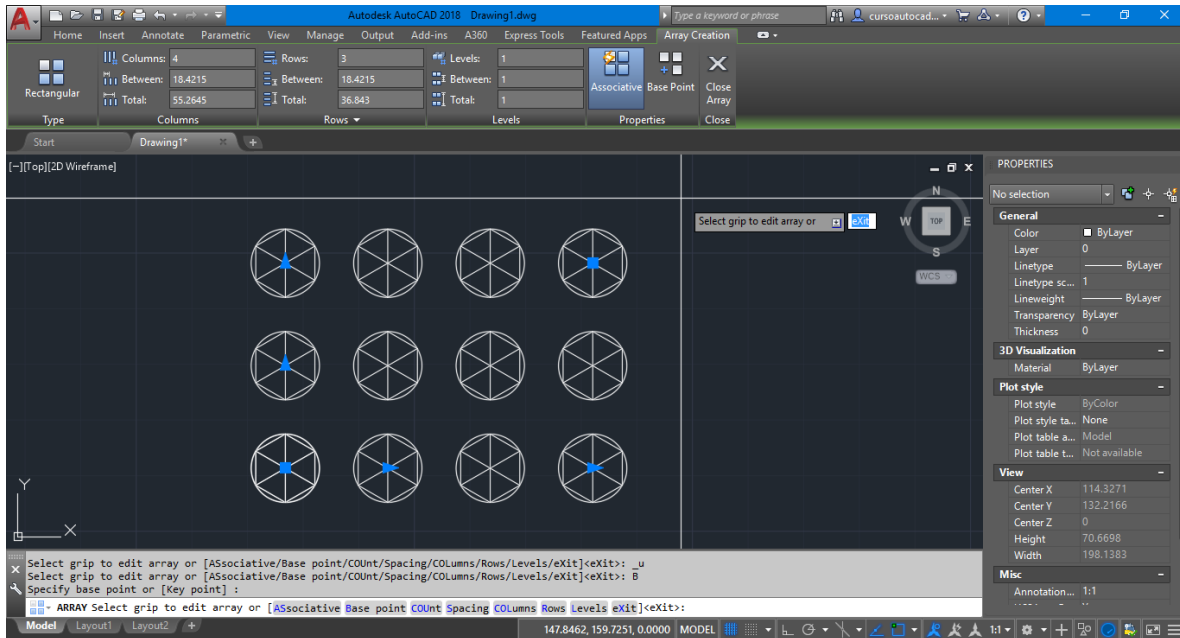 Autodesk AutoCAD 2018 Drawing1.dwg Type a keyword or phrase cursoautocad...
Home Insert Annotate Parametric View Manage Output Add-ins A360 Express Tools Featured Apps Array Creation
Columns: 4 Rows: 3 Levels: 1
Between: 18.4215 Between: 18.4215 Between: 1
Total: 55.2645 Total: 36.843 Total: 1
Rectangular Associative Base Point Close Array
Type Columns Rows Levels Properties Close
Start Drawing1* +
[−][Top][2D Wireframe]
N
W TOP E
S
WCS
Select grip to edit array or eXit
Y
X
PROPERTIES
No selection
General
Color ByLayer
Layer 0
Linetype ByLayer
Linetype sc... 1
Lineweight ByLayer
Transparency ByLayer
Thickness 0
3D Visualization
Material ByLayer
Plot style
Plot style ByColor
Plot style ta... None
Plot table a... Model
Plot table t... Not available
View
Center X 114.3271
Center Y 132.2166
Center Z 0
Height 70.6698
Width 198.1383
Misc
Annotation... 1:1
Select grip to edit array or [ASsociative/Base point/COUnt/Spacing/COLumns/Rows/Levels/eXit]<eXit>: _u
Select grip to edit array or [ASsociative/Base point/COUnt/Spacing/COLumns/Rows/Levels/eXit]<eXit>: B
Specify base point or [Key point] :
ARRAY Select grip to edit array or [ASsociative Base point COUnt Spacing COLumns Rows Levels eXit]<eXit>:
Model Layout1 Layout2 +
147.8462, 159.7251, 0.0000 MODEL 1:1